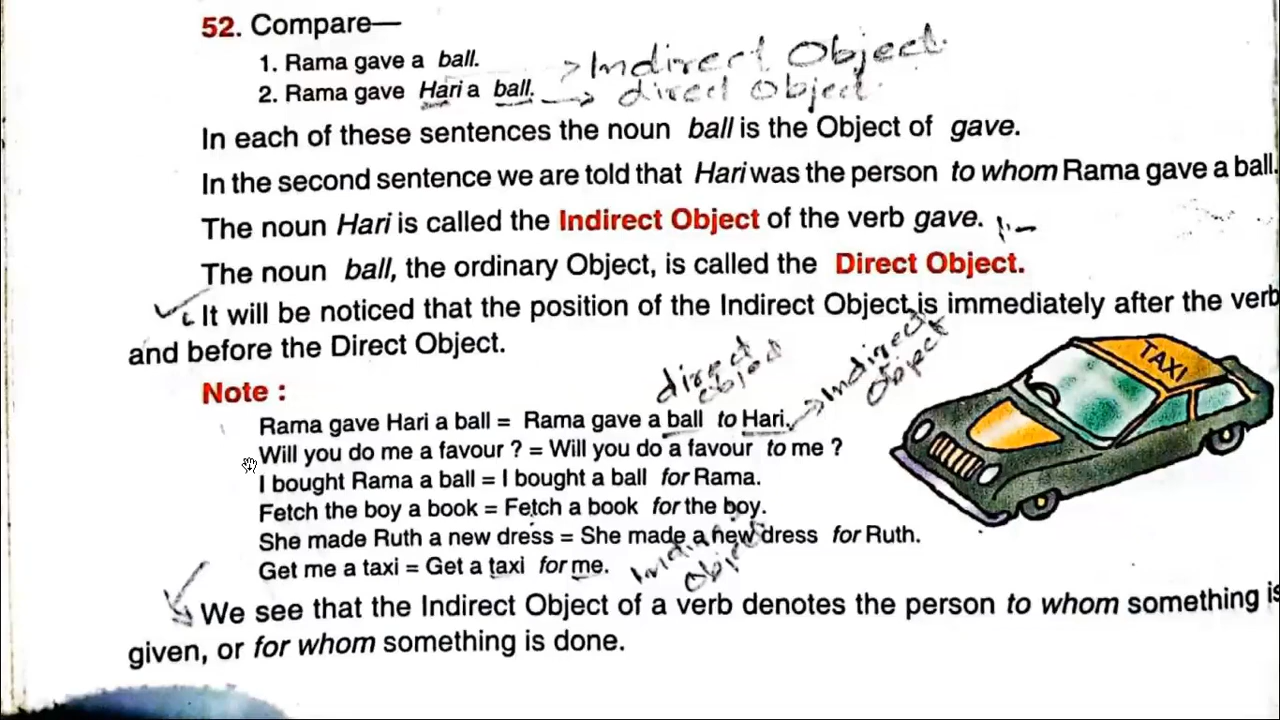 52. Compare—
1. Rama gave a ball.
>Indirect Object.
2. Rama gave Hari a ball. → direct Object.
In each of these sentences the noun ball is the Object of gave.
In the second sentence we are told that Hari was the person to whom Rama gave a ball.
The noun Hari is called the Indirect Object of the verb gave.
The noun ball, the ordinary Object, is called the Direct Object.
It will be noticed that the position of the Indirect Object is immediately after the verb
and before the Direct Object.
direct object
→ Indirect Object
TAXI
Note :
Rama gave Hari a ball = Rama gave a ball to Hari.
Will you do me a favour ? = Will you do a favour to me ?
I bought Rama a ball = I bought a ball for Rama.
Fetch the boy a book = Fetch a book for the boy.
She made Ruth a new dress = She made a new dress for Ruth.
Get me a taxi = Get a taxi for me.
Indirect Object
We see that the Indirect Object of a verb denotes the person to whom something is
given, or for whom something is done.